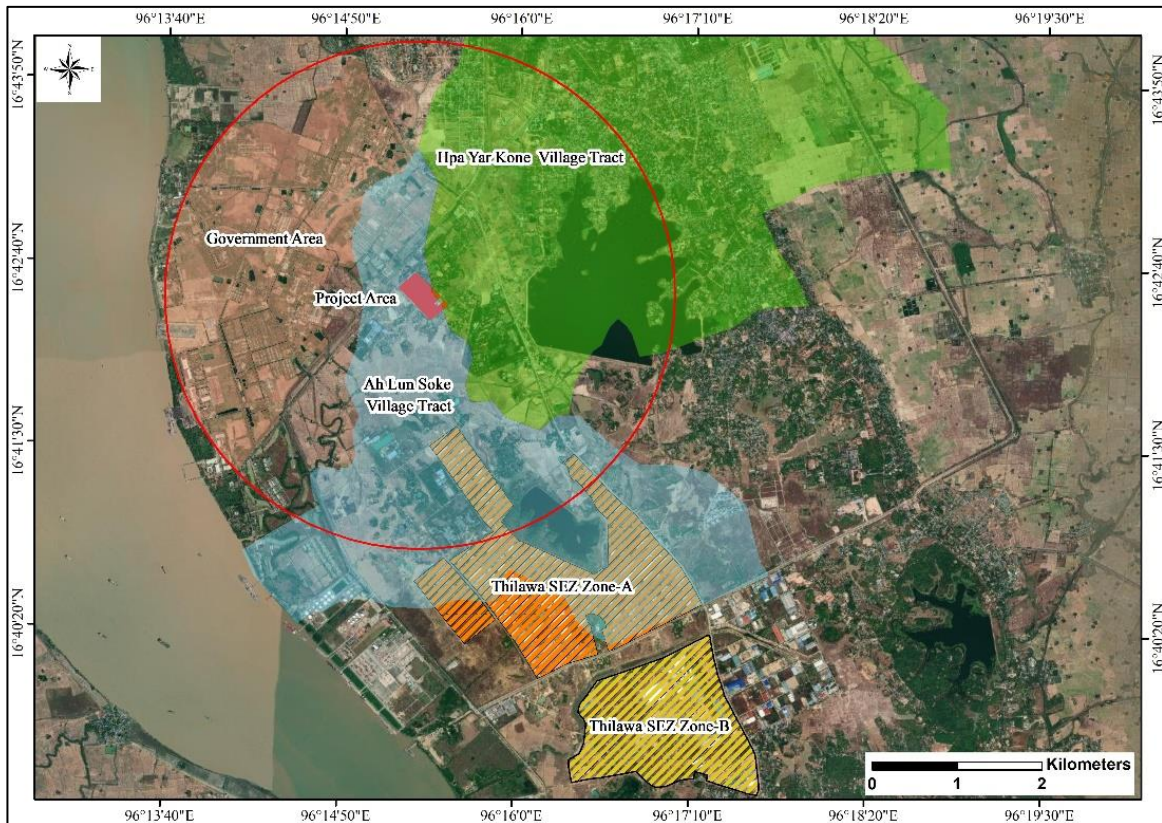 96°13'40"E 96°14'50"E 96°16'0"E 96°17'10"E 96°18'20"E 96°19'30"E
16°43'50"N 16°43'50"N
Hpa Yar Kone Village Tract
Government Area
16°42'40"N 16°42'40"N
Project Area
Ah Lun Soke
Village Tract
16°41'30"N 16°41'30"N
Thilawa SEZ Zone-A
16°40'20"N 16°40'20"N
Thilawa SEZ Zone-B
Kilometers
0 1 2
96°13'40"E 96°14'50"E 96°16'0"E 96°17'10"E 96°18'20"E 96°19'30"E